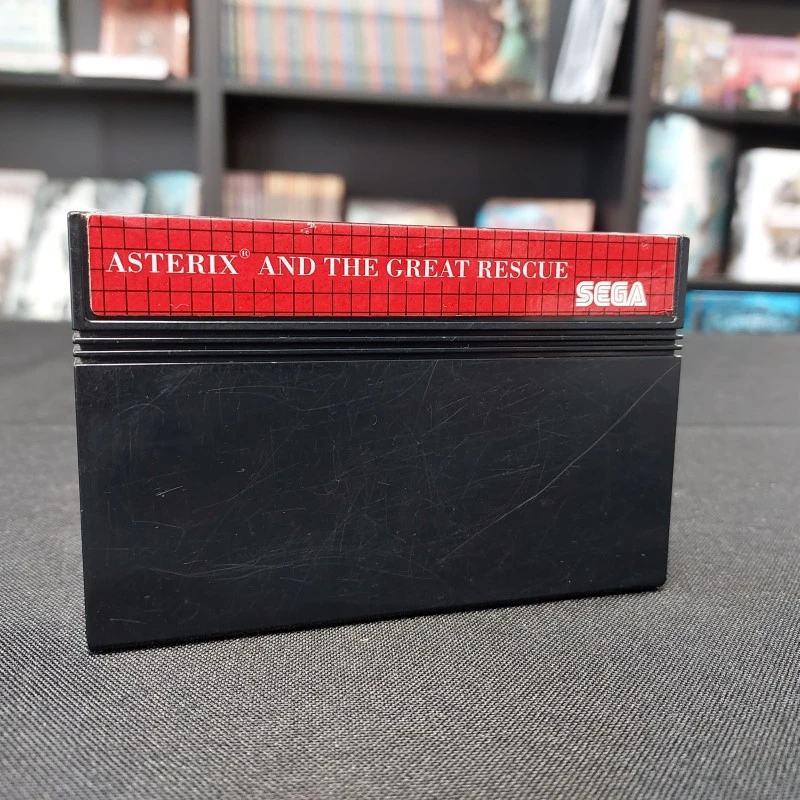 ASTERIX® AND THE GREAT RESCUE
SEGA